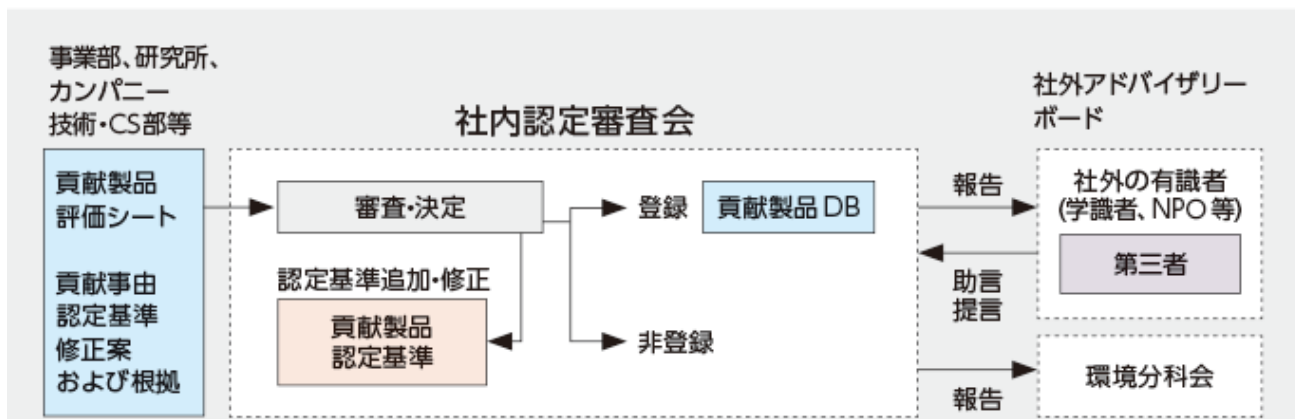 事業部、研究所、
カンパニー
技術・CS部等
貢献製品
評価シート
貢献事由
認定基準
修正案
および根拠
社内認定審査会
審査・決定
認定基準追加・修正
貢献製品
認定基準
登録
貢献製品DB
非登録
報告
助言
提言
報告
社外アドバイザリー
ボード
社外の有識者
(学識者、NPO等)
第三者
環境分科会